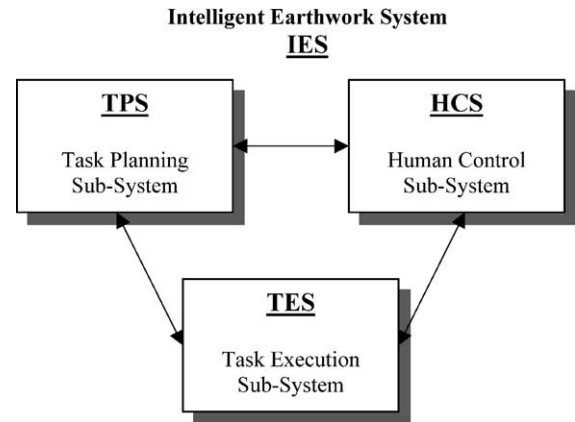 Intelligent Earthwork System
IES
TPS
Task Planning
Sub-System
HCS
Human Control
Sub-System
TES
Task Execution
Sub-System